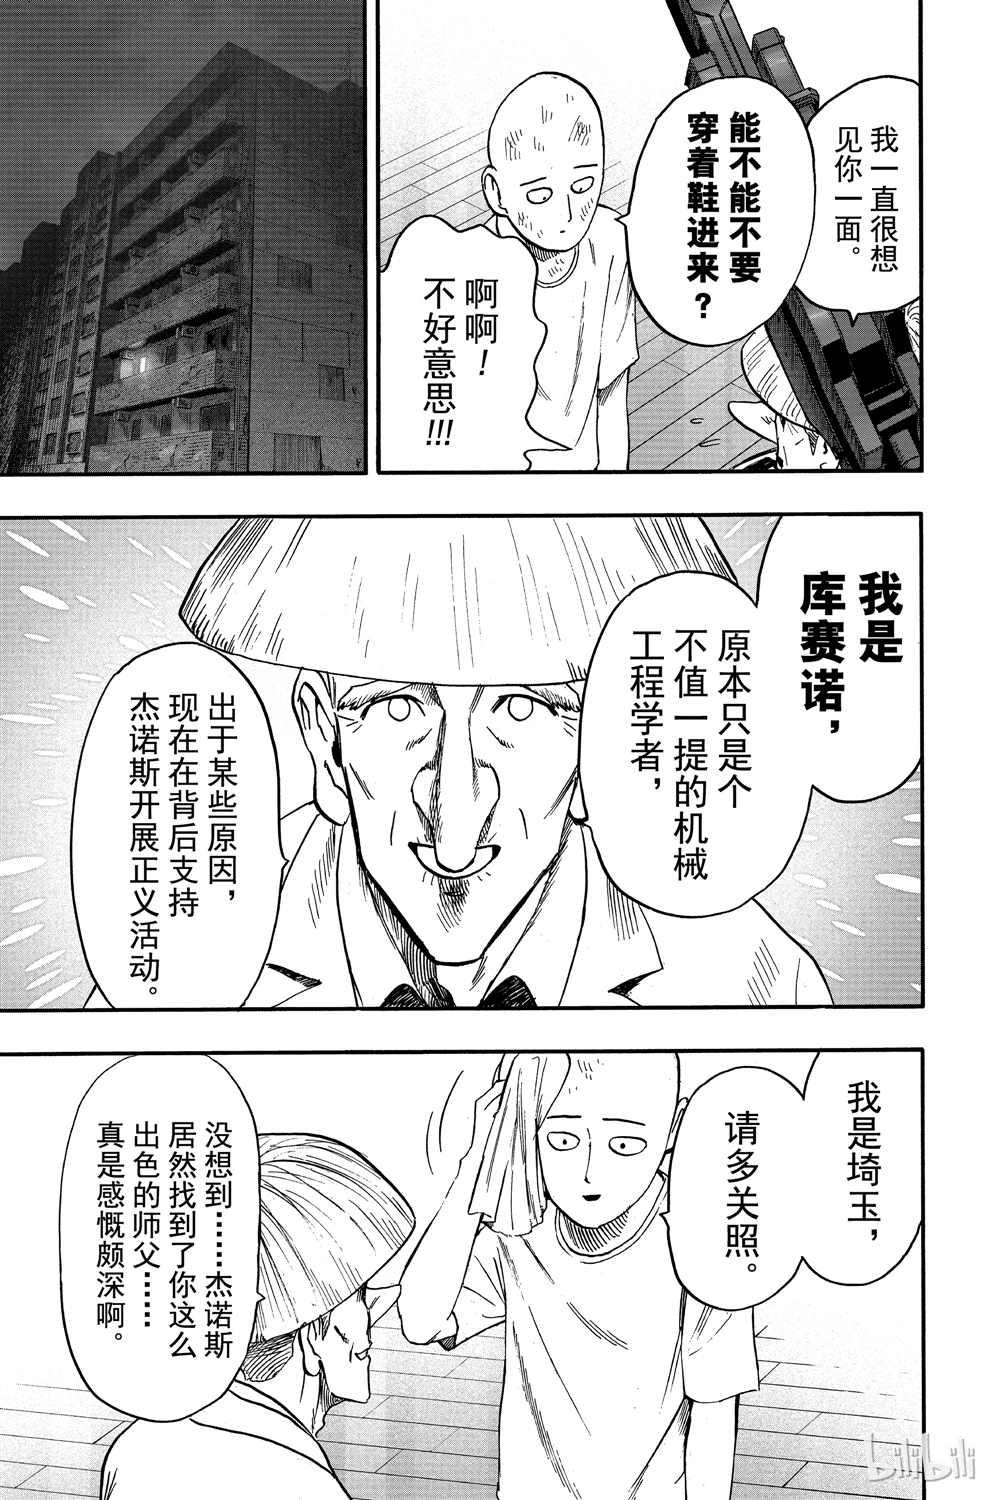 我一直很想
见你一面。
能不能不要
穿着鞋进来？
啊啊！
不好意思!!!
我是
库赛诺，
原本只是个
不值一提的机械
工程学者，
出于某些原因，
现在在背后支持
杰诺斯开展正义活动。
我是埼玉，
请多关照。
没想到……杰诺斯
居然找到了你这么
出色的师父……
真是感慨颇深啊。
bilibili